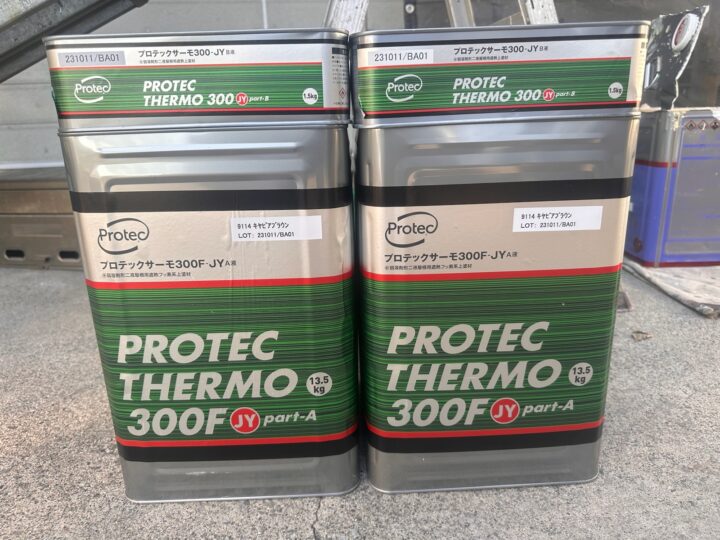 231011/BA01
プロテックサーモ300-JY B液
Protec
PROTEC
THERMO 300 JY part-B
1.5kg
231011/BA01
プロテックサーモ300-JY B液
Protec
PROTEC
THERMO 300 JY part-B
1.5kg
Protec
9114 キヤビアブラウン
LOT: 231011/BA01
プロテックサーモ300F-JY A液
PROTEC
THERMO
13.5kg
300F JY part-A
Protec
9114 キヤビアブラウン
LOT: 231011/BA01
プロテックサーモ300F-JY A液
PROTEC
THERMO
13.5kg
300F JY part-A